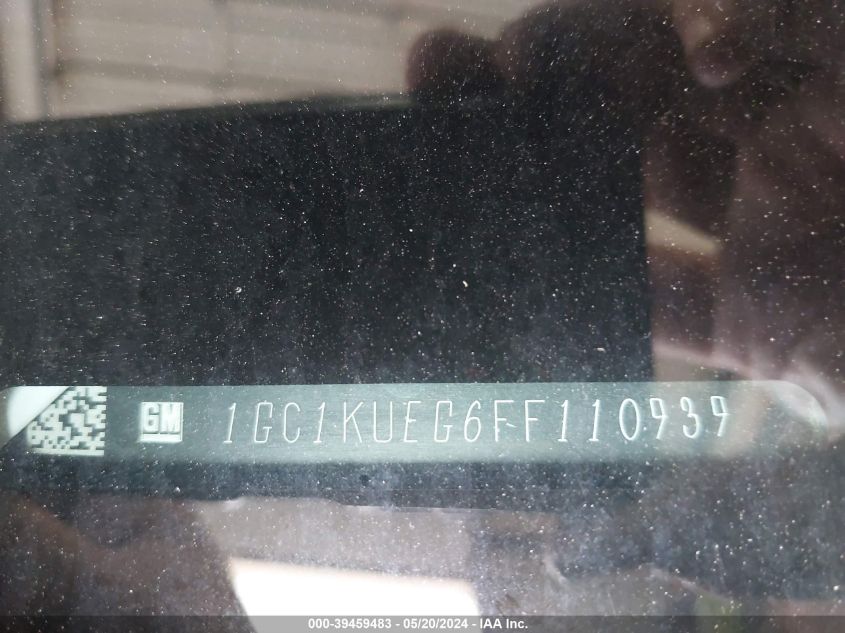 GM 1GC1KUEG6FF110939
000-39459483 - 05/20/2024 - IAA Inc.